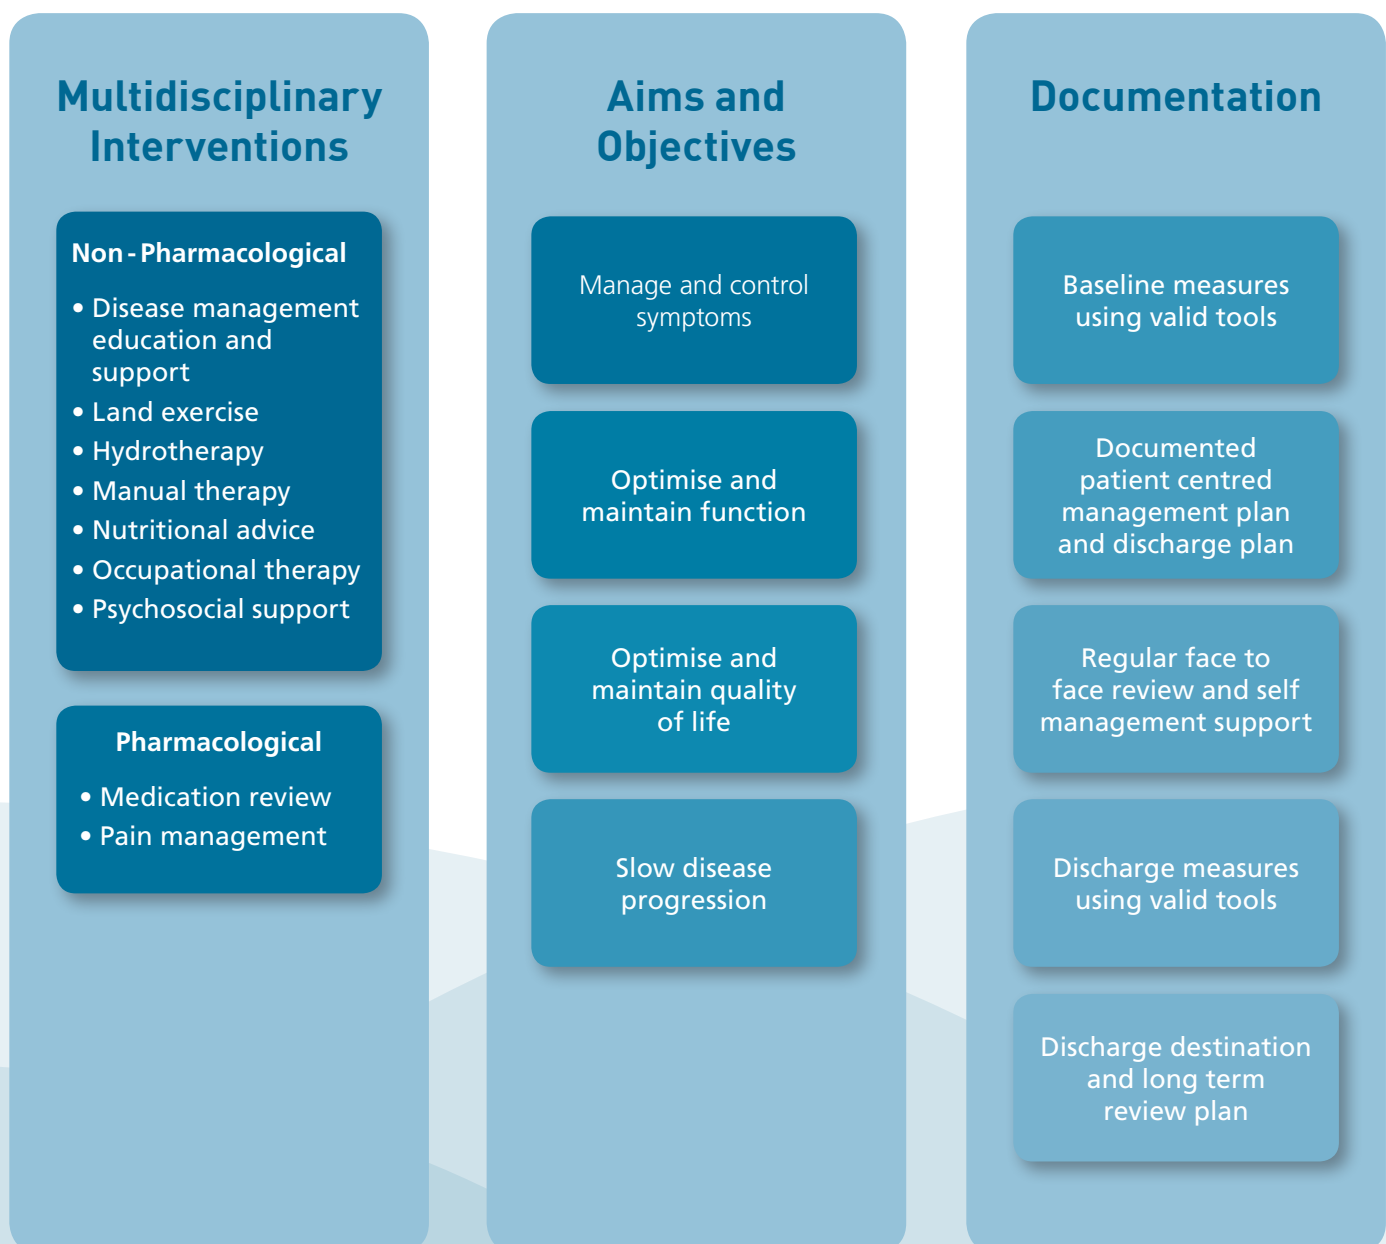 Multidisciplinary
Interventions
Non - Pharmacological
• Disease management
education and
support
• Land exercise
• Hydrotherapy
• Manual therapy
• Nutritional advice
• Occupational therapy
• Psychosocial support
Pharmacological
• Medication review
• Pain management
Aims and
Objectives
Manage and control
symptoms
Optimise and
maintain function
Optimise and
maintain quality
of life
Slow disease
progression
Documentation
Baseline measures
using valid tools
Documented
patient centred
management plan
and discharge plan
Regular face to
face review and self
management support
Discharge measures
using valid tools
Discharge destination
and long term
review plan